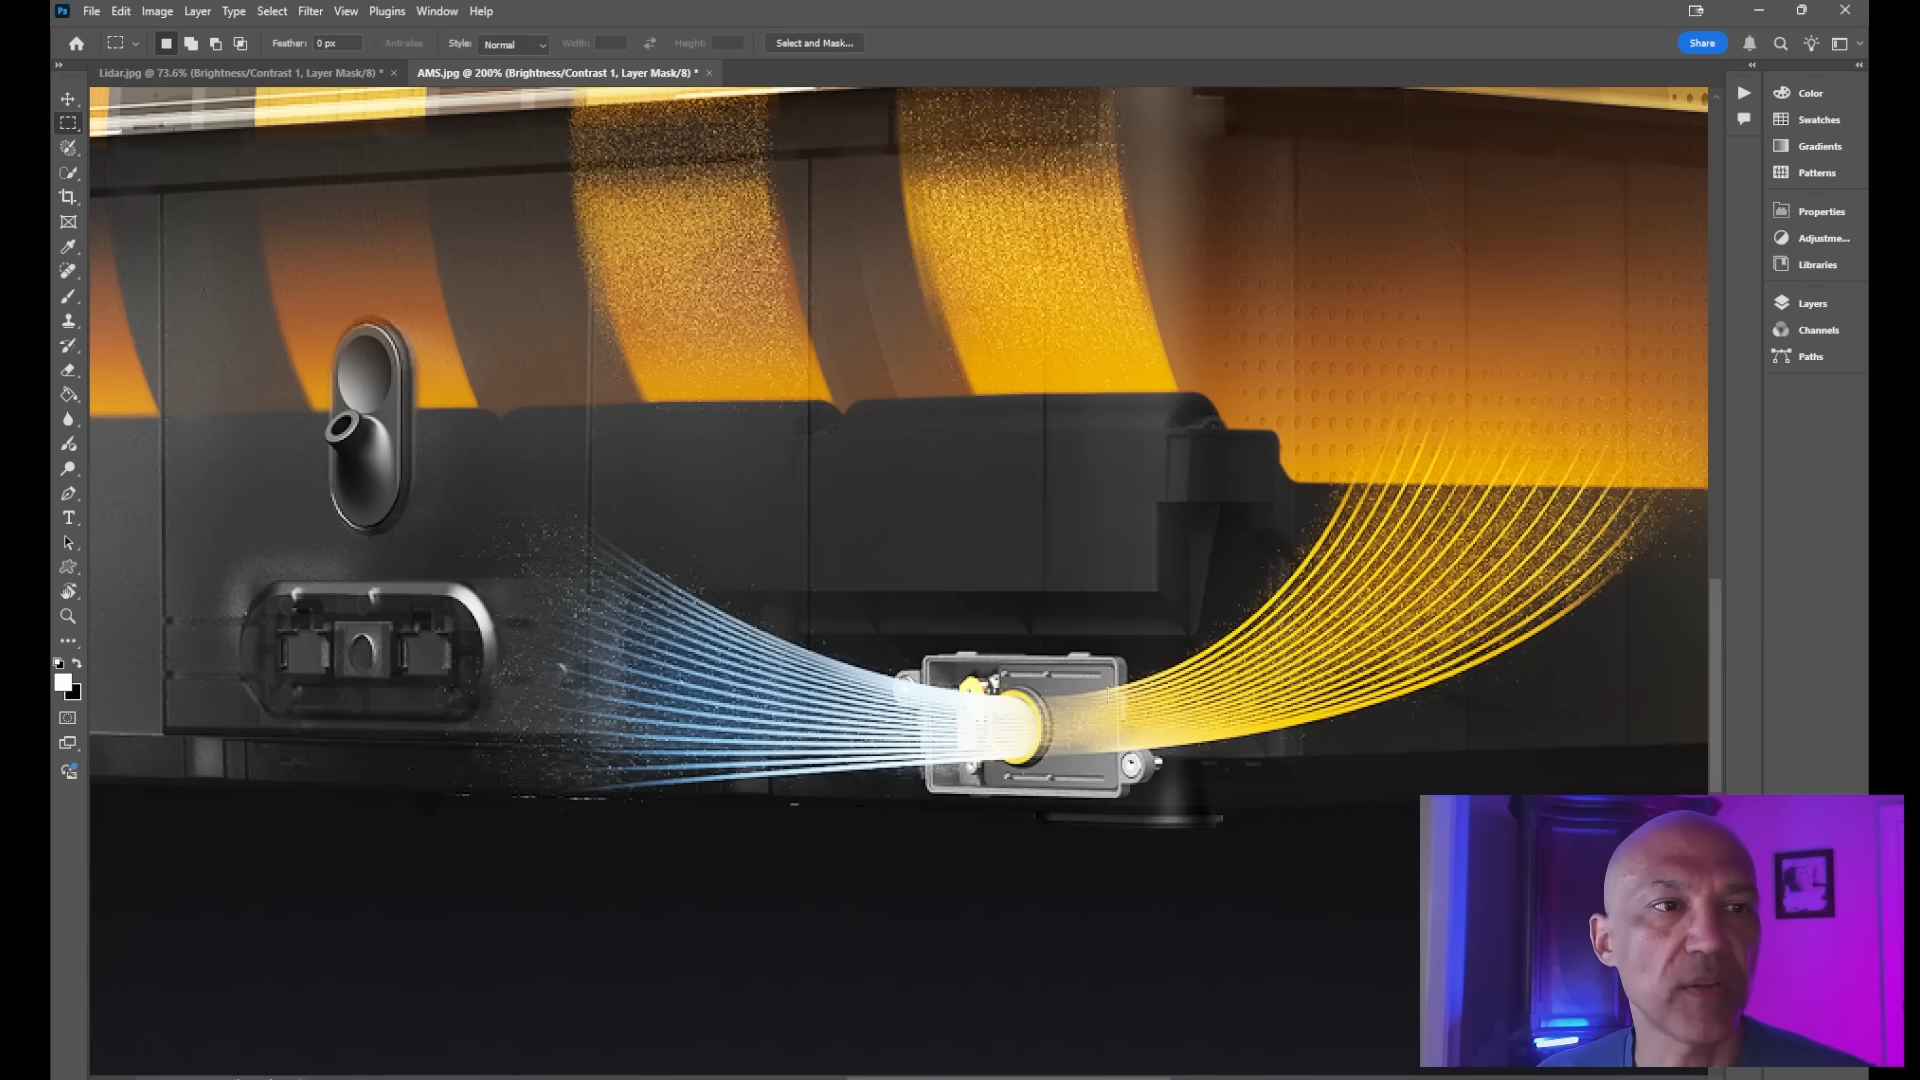 Ps File Edit Image Layer Type Select Filter View Plugins Window Help
Feather: 0 px Anti-alias Style: Normal Width: Height: Select and Mask... Share
Lidar.jpg @ 73.6% (Brightness/Contrast 1, Layer Mask/8) * × AMS.jpg @ 200% (Brightness/Contrast 1, Layer Mask/8) * ×
Color
Swatches
Gradients
Patterns
Properties
Adjustme...
Libraries
Layers
Channels
Paths